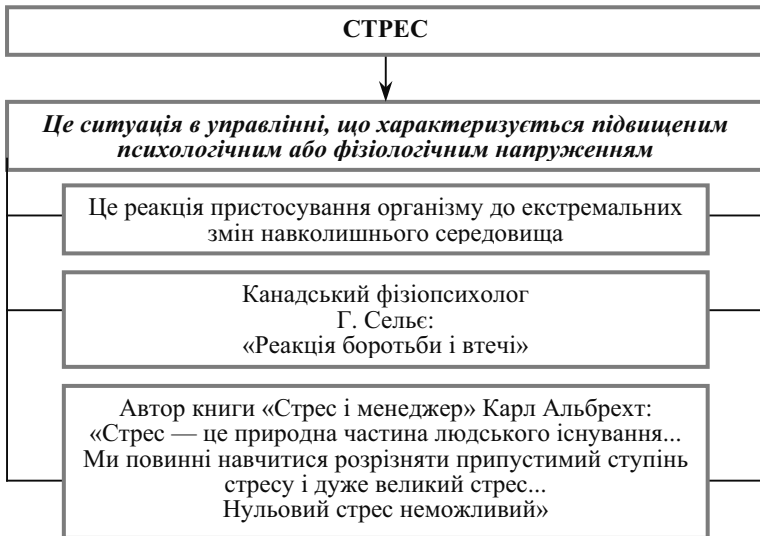 СТРЕС
Це ситуація в управлінні, що характеризується підвищеним
психологічним або фізіологічним напруженням
Це реакція пристосування організму до екстремальних
змін навколишнього середовища
Канадський фізіопсихолог
Г. Сельє:
«Реакція боротьби і втечі»
Автор книги «Стрес і менеджер» Карл Альбрехт:
«Стрес — це природна частина людського існування...
Ми повинні навчитися розрізняти припустимий ступінь
стресу і дуже великий стрес...
Нульовий стрес неможливий»